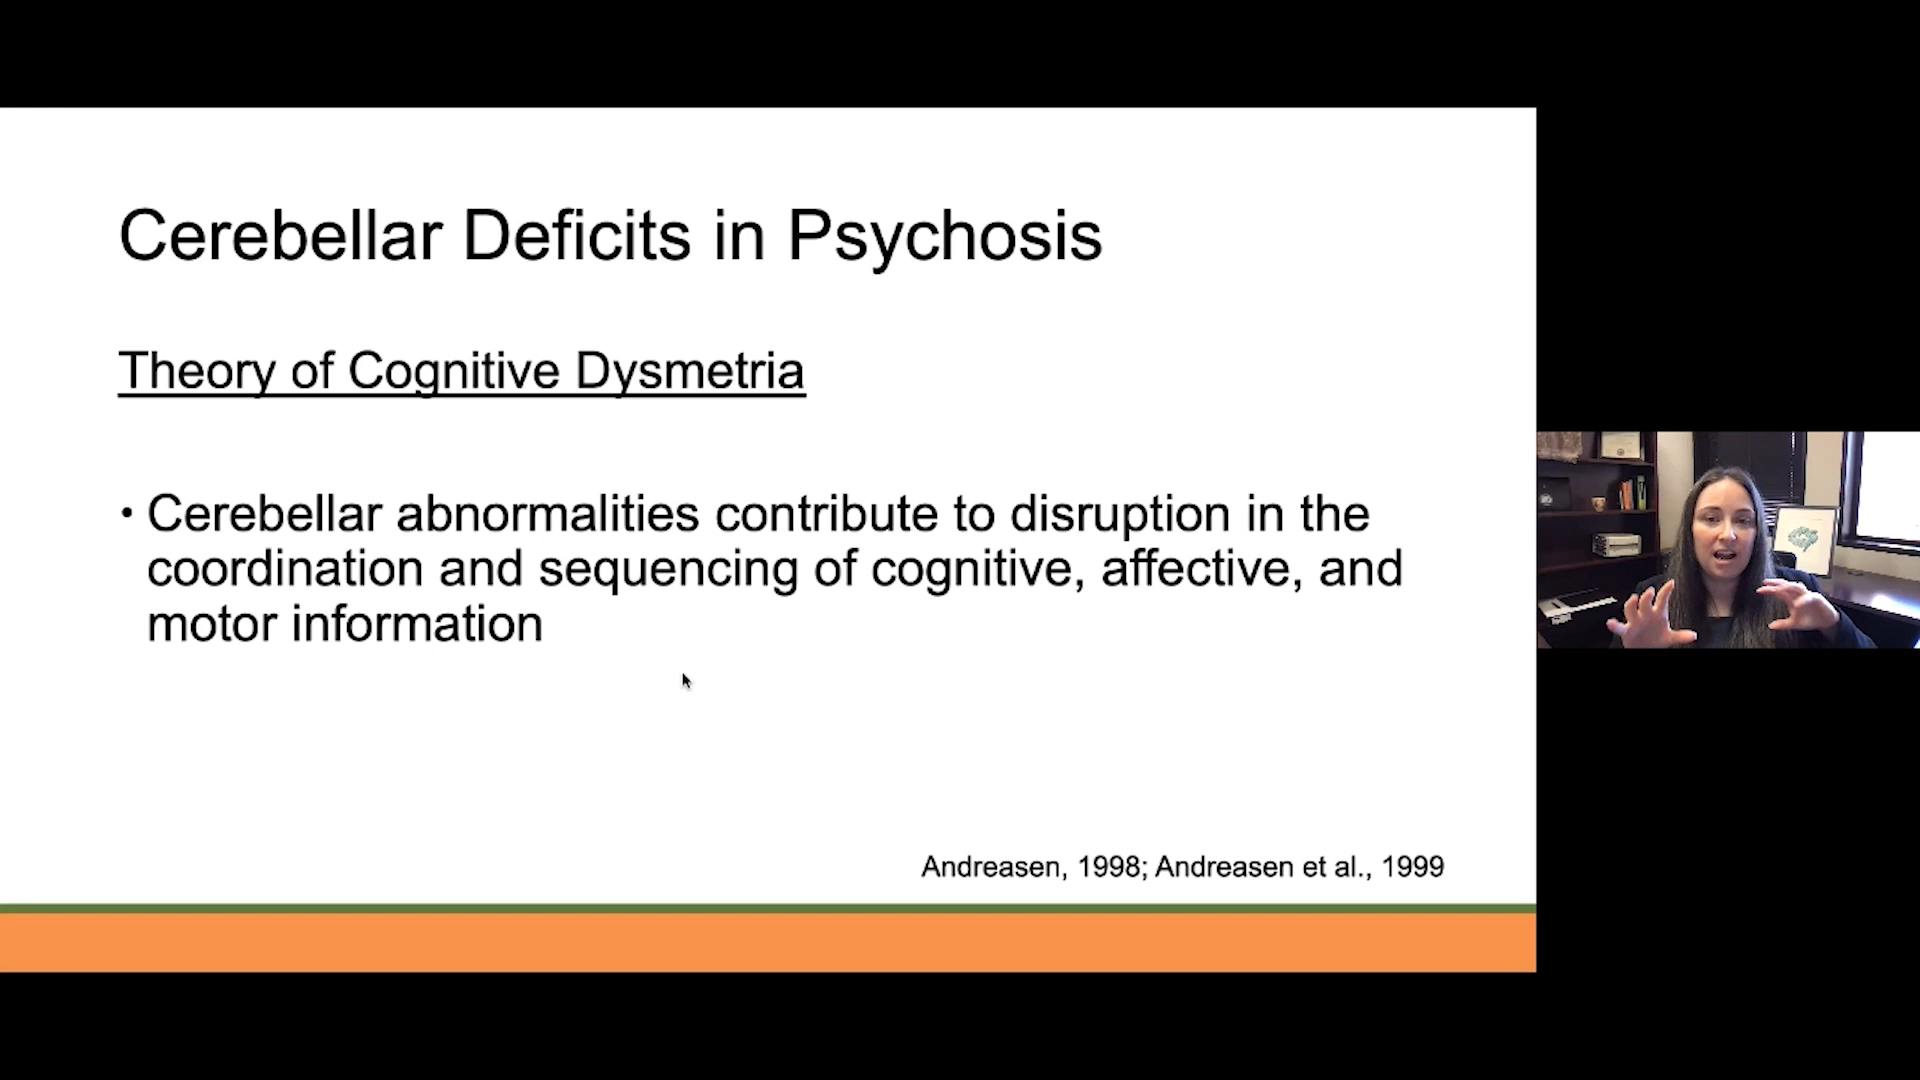 Cerebellar Deficits in Psychosis
Theory of Cognitive Dysmetria
• Cerebellar abnormalities contribute to disruption in the
coordination and sequencing of cognitive, affective, and
motor information
Andreasen, 1998; Andreasen et al., 1999